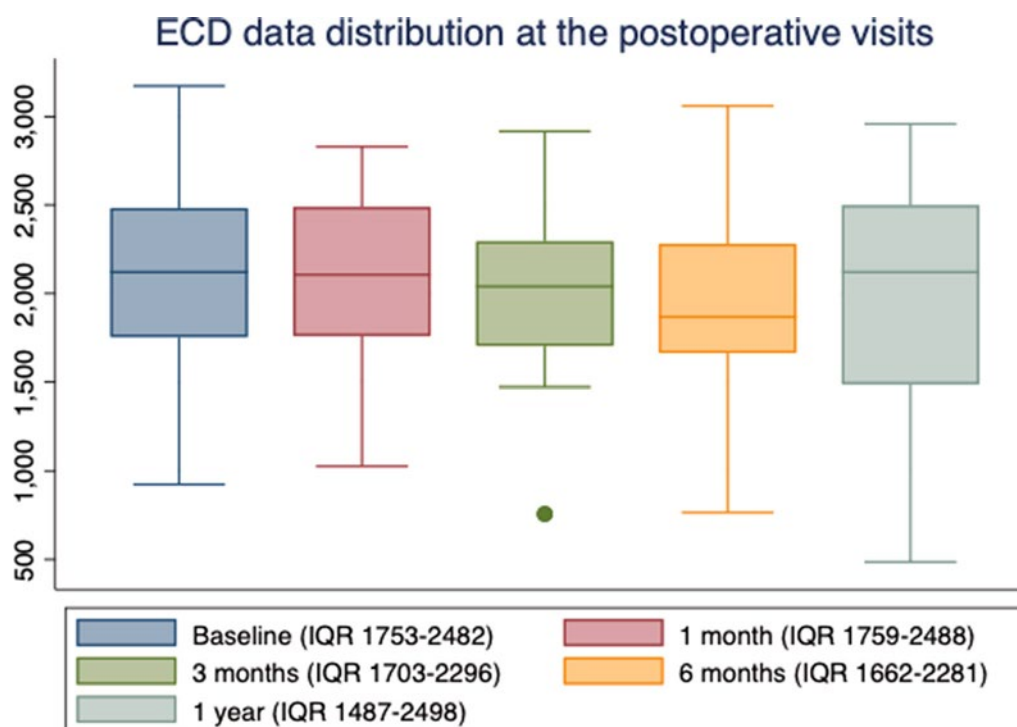 ECD data distribution at the postoperative visits
3,000
2,500
2,000
1,500
1,000
500
Baseline (IQR 1753-2482)
1 month (IQR 1759-2488)
3 months (IQR 1703-2296)
6 months (IQR 1662-2281)
1 year (IQR 1487-2498)